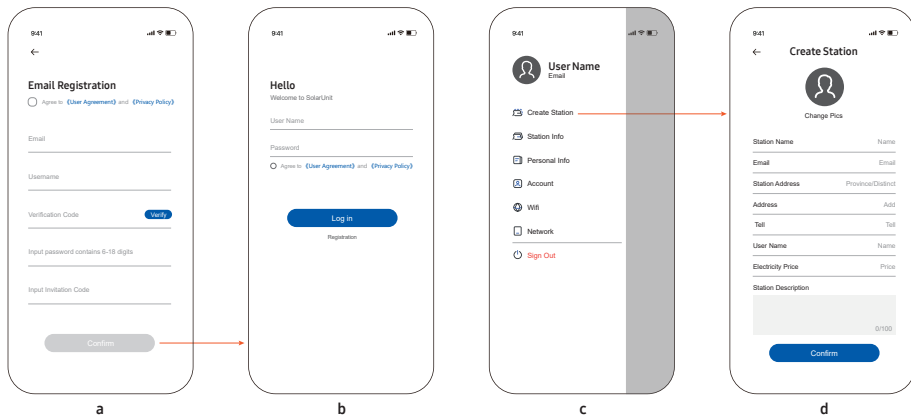 9:41
Email Registration
Agree to 《User Agreement》 and 《Privacy Policy》
Email
Username
Verification Code Verify
Input password contains 6-18 digits
Input Invitation Code
Confirm
a
9:41
Hello
Welcome to SolarUnit
User Name
Password
Agree to 《User Agreement》 and 《Privacy Policy》
Log in
Registration
b
9:41
User Name
Email
Create Station
Station Info
Personal Info
Account
Wifi
Network
Sign Out
c
9:41
Create Station
Change Pics
Station Name Name
Email Email
Station Address Province/Distinct
Address Add
Tell Tell
User Name Name
Electricity Price Price
Station Description
0/100
Confirm
d